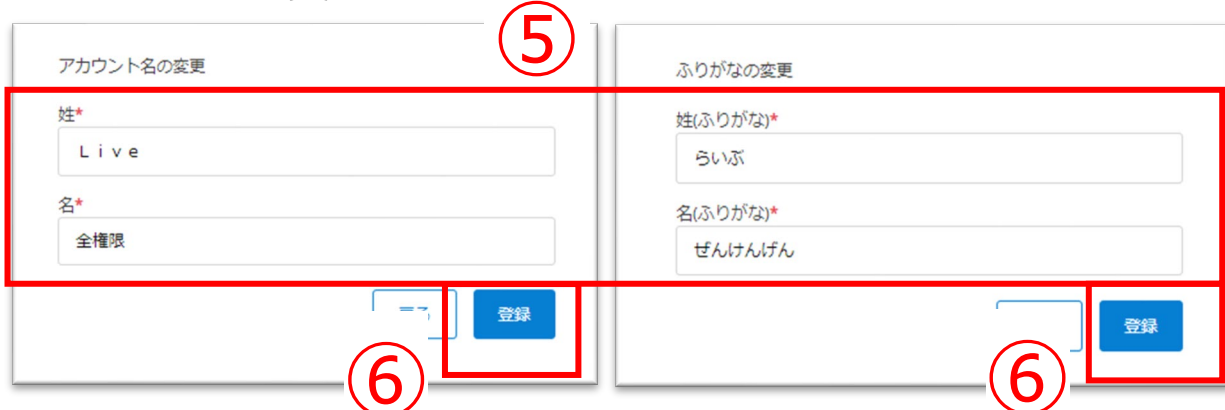 ⑤
アカウント名の変更
姓*
Ｌｉｖｅ
名*
全権限
登録
⑥
ふりがなの変更
姓(ふりがな)*
らいぶ
名(ふりがな)*
ぜんけんげん
登録
⑥